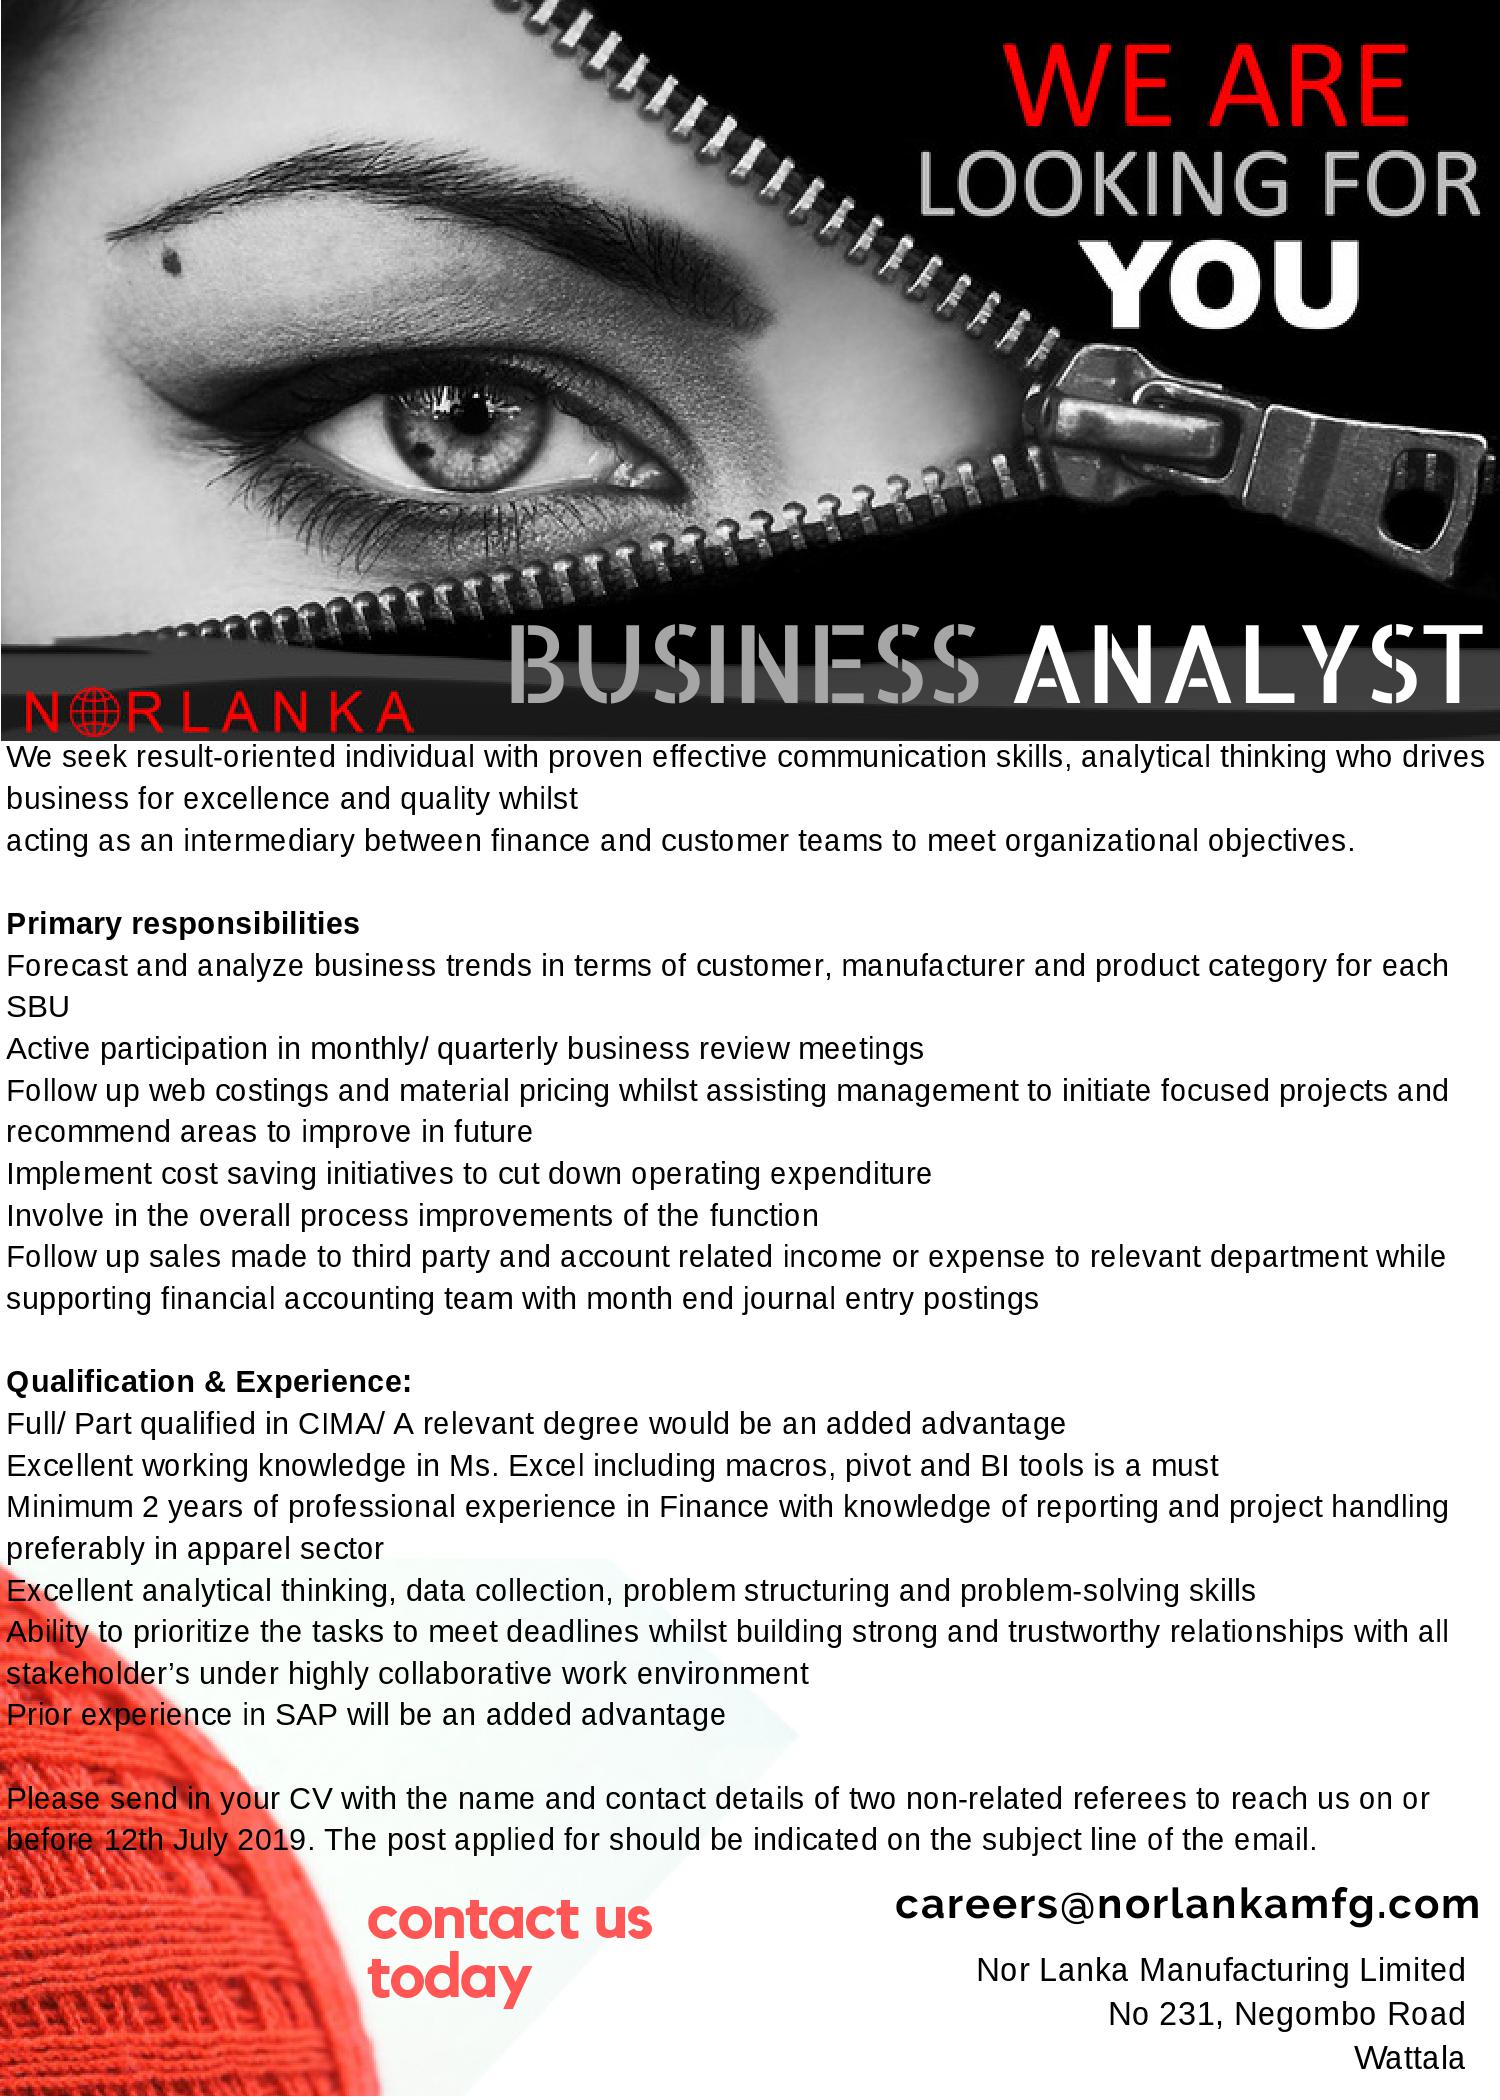 WE ARE
LOOKING FOR
YOU
BUSINESS ANALYST
NORLANKA
We seek result-oriented individual with proven effective communication skills, analytical thinking who drives
business for excellence and quality whilst
acting as an intermediary between finance and customer teams to meet organizational objectives.
Primary responsibilities
Forecast and analyze business trends in terms of customer, manufacturer and product category for each
SBU
Active participation in monthly/ quarterly business review meetings
Follow up web costings and material pricing whilst assisting management to initiate focused projects and
recommend areas to improve in future
Implement cost saving initiatives to cut down operating expenditure
Involve in the overall process improvements of the function
Follow up sales made to third party and account related income or expense to relevant department while
supporting financial accounting team with month end journal entry postings
Qualification & Experience:
Full/ Part qualified in CIMA/ A relevant degree would be an added advantage
Excellent working knowledge in Ms. Excel including macros, pivot and BI tools is a must
Minimum 2 years of professional experience in Finance with knowledge of reporting and project handling
preferably in apparel sector
Excellent analytical thinking, data collection, problem structuring and problem-solving skills
Ability to prioritize the tasks to meet deadlines whilst building strong and trustworthy relationships with all
stakeholder’s under highly collaborative work environment
Prior experience in SAP will be an added advantage
Please send in your CV with the name and contact details of two non-related referees to reach us on or
before 12th July 2019. The post applied for should be indicated on the subject line of the email.
contact us
today
careers@norlankamfg.com
Nor Lanka Manufacturing Limited
No 231, Negombo Road
Wattala